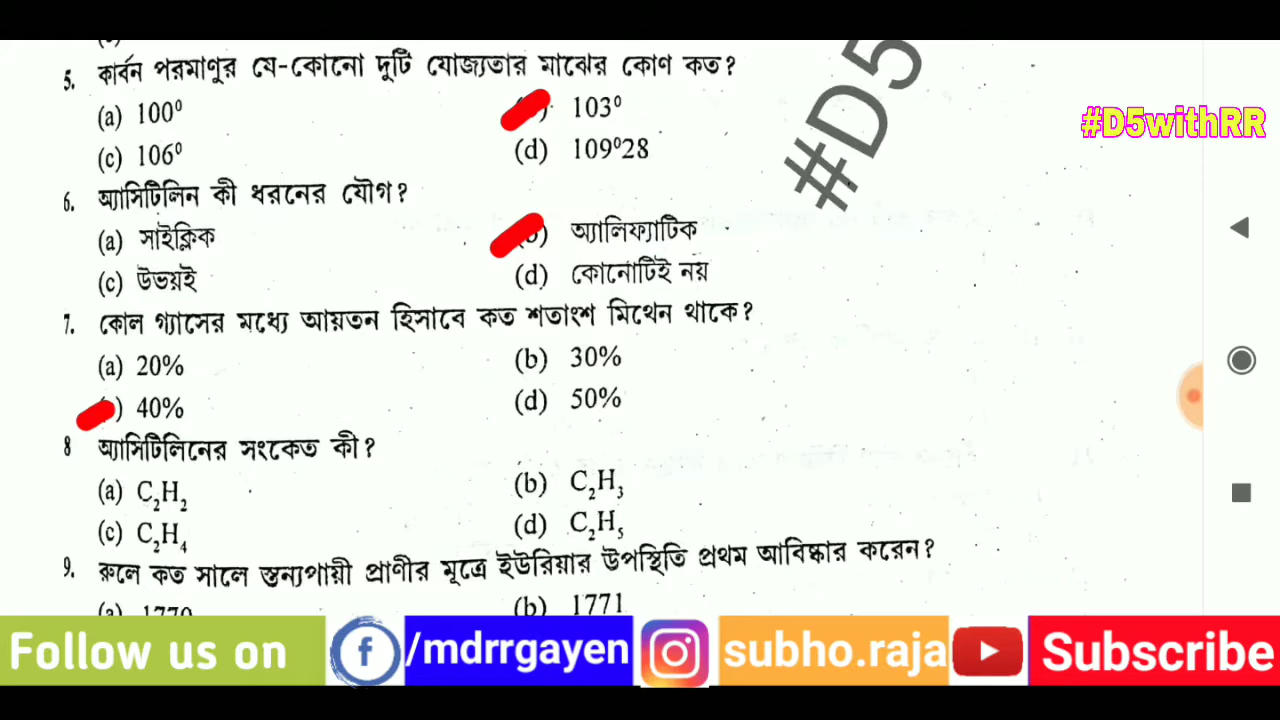 #D5
#D5withRR
5. কার্বন পরমাণুর যে-কোনো দুটি যোজ্যতার মাঝের কোণ কত?
(a) 100⁰
) 103⁰
(c) 106⁰
(d) 109⁰28
6. অ্যাসিটিলিন কী ধরনের যৌগ?
(a) সাইক্লিক
) অ্যালিফ্যাটিক
(c) উভয়ই
(d) কোনোটিই নয়
7. কোল গ্যাসের মধ্যে আয়তন হিসাবে কত শতাংশ মিথেন থাকে?
(a) 20%
(b) 30%
) 40%
(d) 50%
8 অ্যাসিটিলিনের সংকেত কী?
(a) C₂H₂
(b) C₂H₃
(c) C₂H₄
(d) C₂H₅
9. রুলে কত সালে স্তন্যপায়ী প্রাণীর মূত্রে ইউরিয়ার উপস্থিতি প্রথম আবিষ্কার করেন?
(b) 1771
Follow us on
f
/mdrrgayen
subho.raja
Subscribe